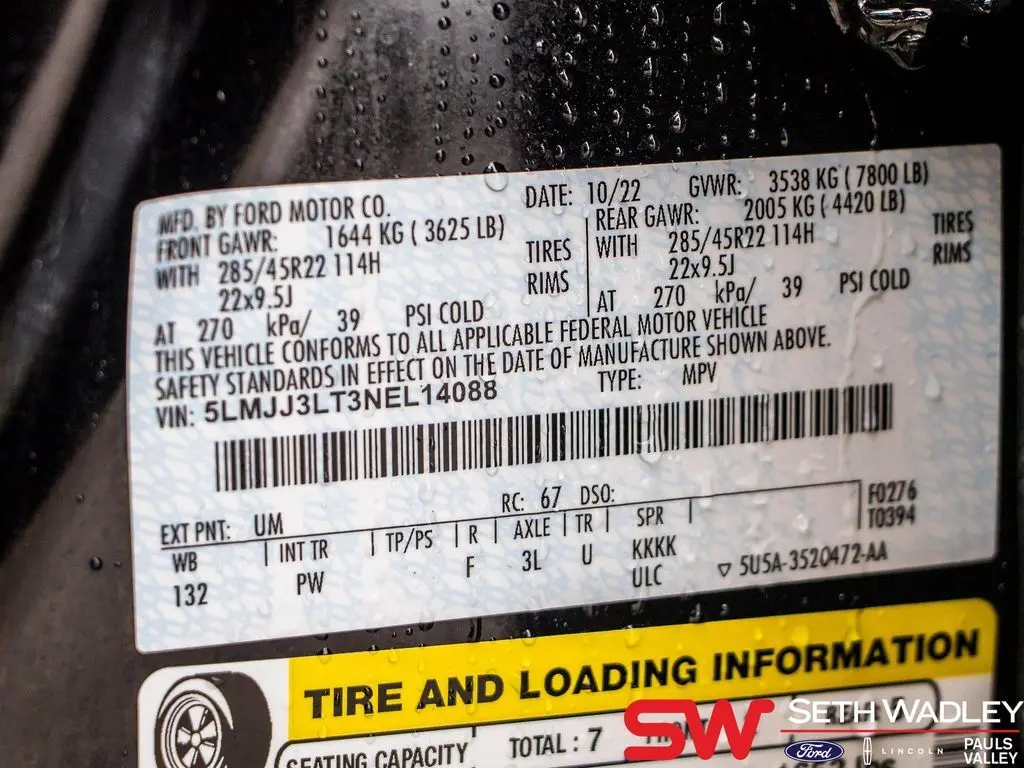 MFD. BY FORD MOTOR CO. DATE: 10/22 GVWR: 3538 KG ( 7800 LB)
FRONT GAWR: 1644 KG ( 3625 LB) REAR GAWR: 2005 KG ( 4420 LB)
WITH 285/45R22 114H TIRES WITH 285/45R22 114H TIRES
22x9.5J RIMS 22x9.5J RIMS
AT 270 kPa/ 39 PSI COLD AT 270 kPa/ 39 PSI COLD
THIS VEHICLE CONFORMS TO ALL APPLICABLE FEDERAL MOTOR VEHICLE
SAFETY STANDARDS IN EFFECT ON THE DATE OF MANUFACTURE SHOWN ABOVE.
VIN: 5LMJJ3LT3NEL14088 TYPE: MPV
EXT PNT: UM RC: 67 DSO: F0276
WB INT TR TP/PS R AXLE TR SPR T0394
132 PW F 3L U KKKK
ULC 5U5A-3520472-AA
TIRE AND LOADING INFORMATION
SEATING CAPACITY TOTAL : 7
SW SETH WADLEY
Ford LINCOLN PAULS
VALLEY